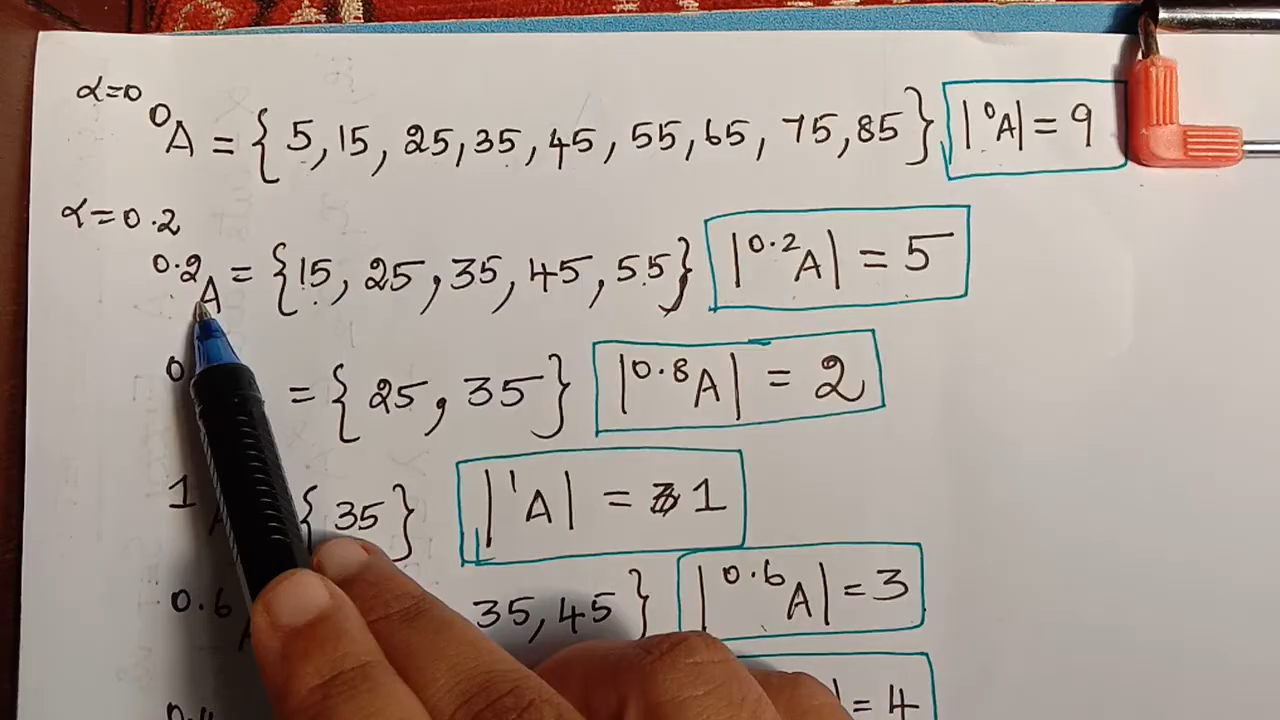 α=0
⁰A = {5, 15, 25, 35, 45, 55, 65, 75, 85} |⁰A| = 9
α=0.2
⁰·²A = {15, 25, 35, 45, 55} |⁰·²A| = 5
= {25, 35} |⁰·⁸A| = 2
¹ {35} |¹A| = 1
⁰·⁶ 35, 45} |⁰·⁶A| = 3
| = 4